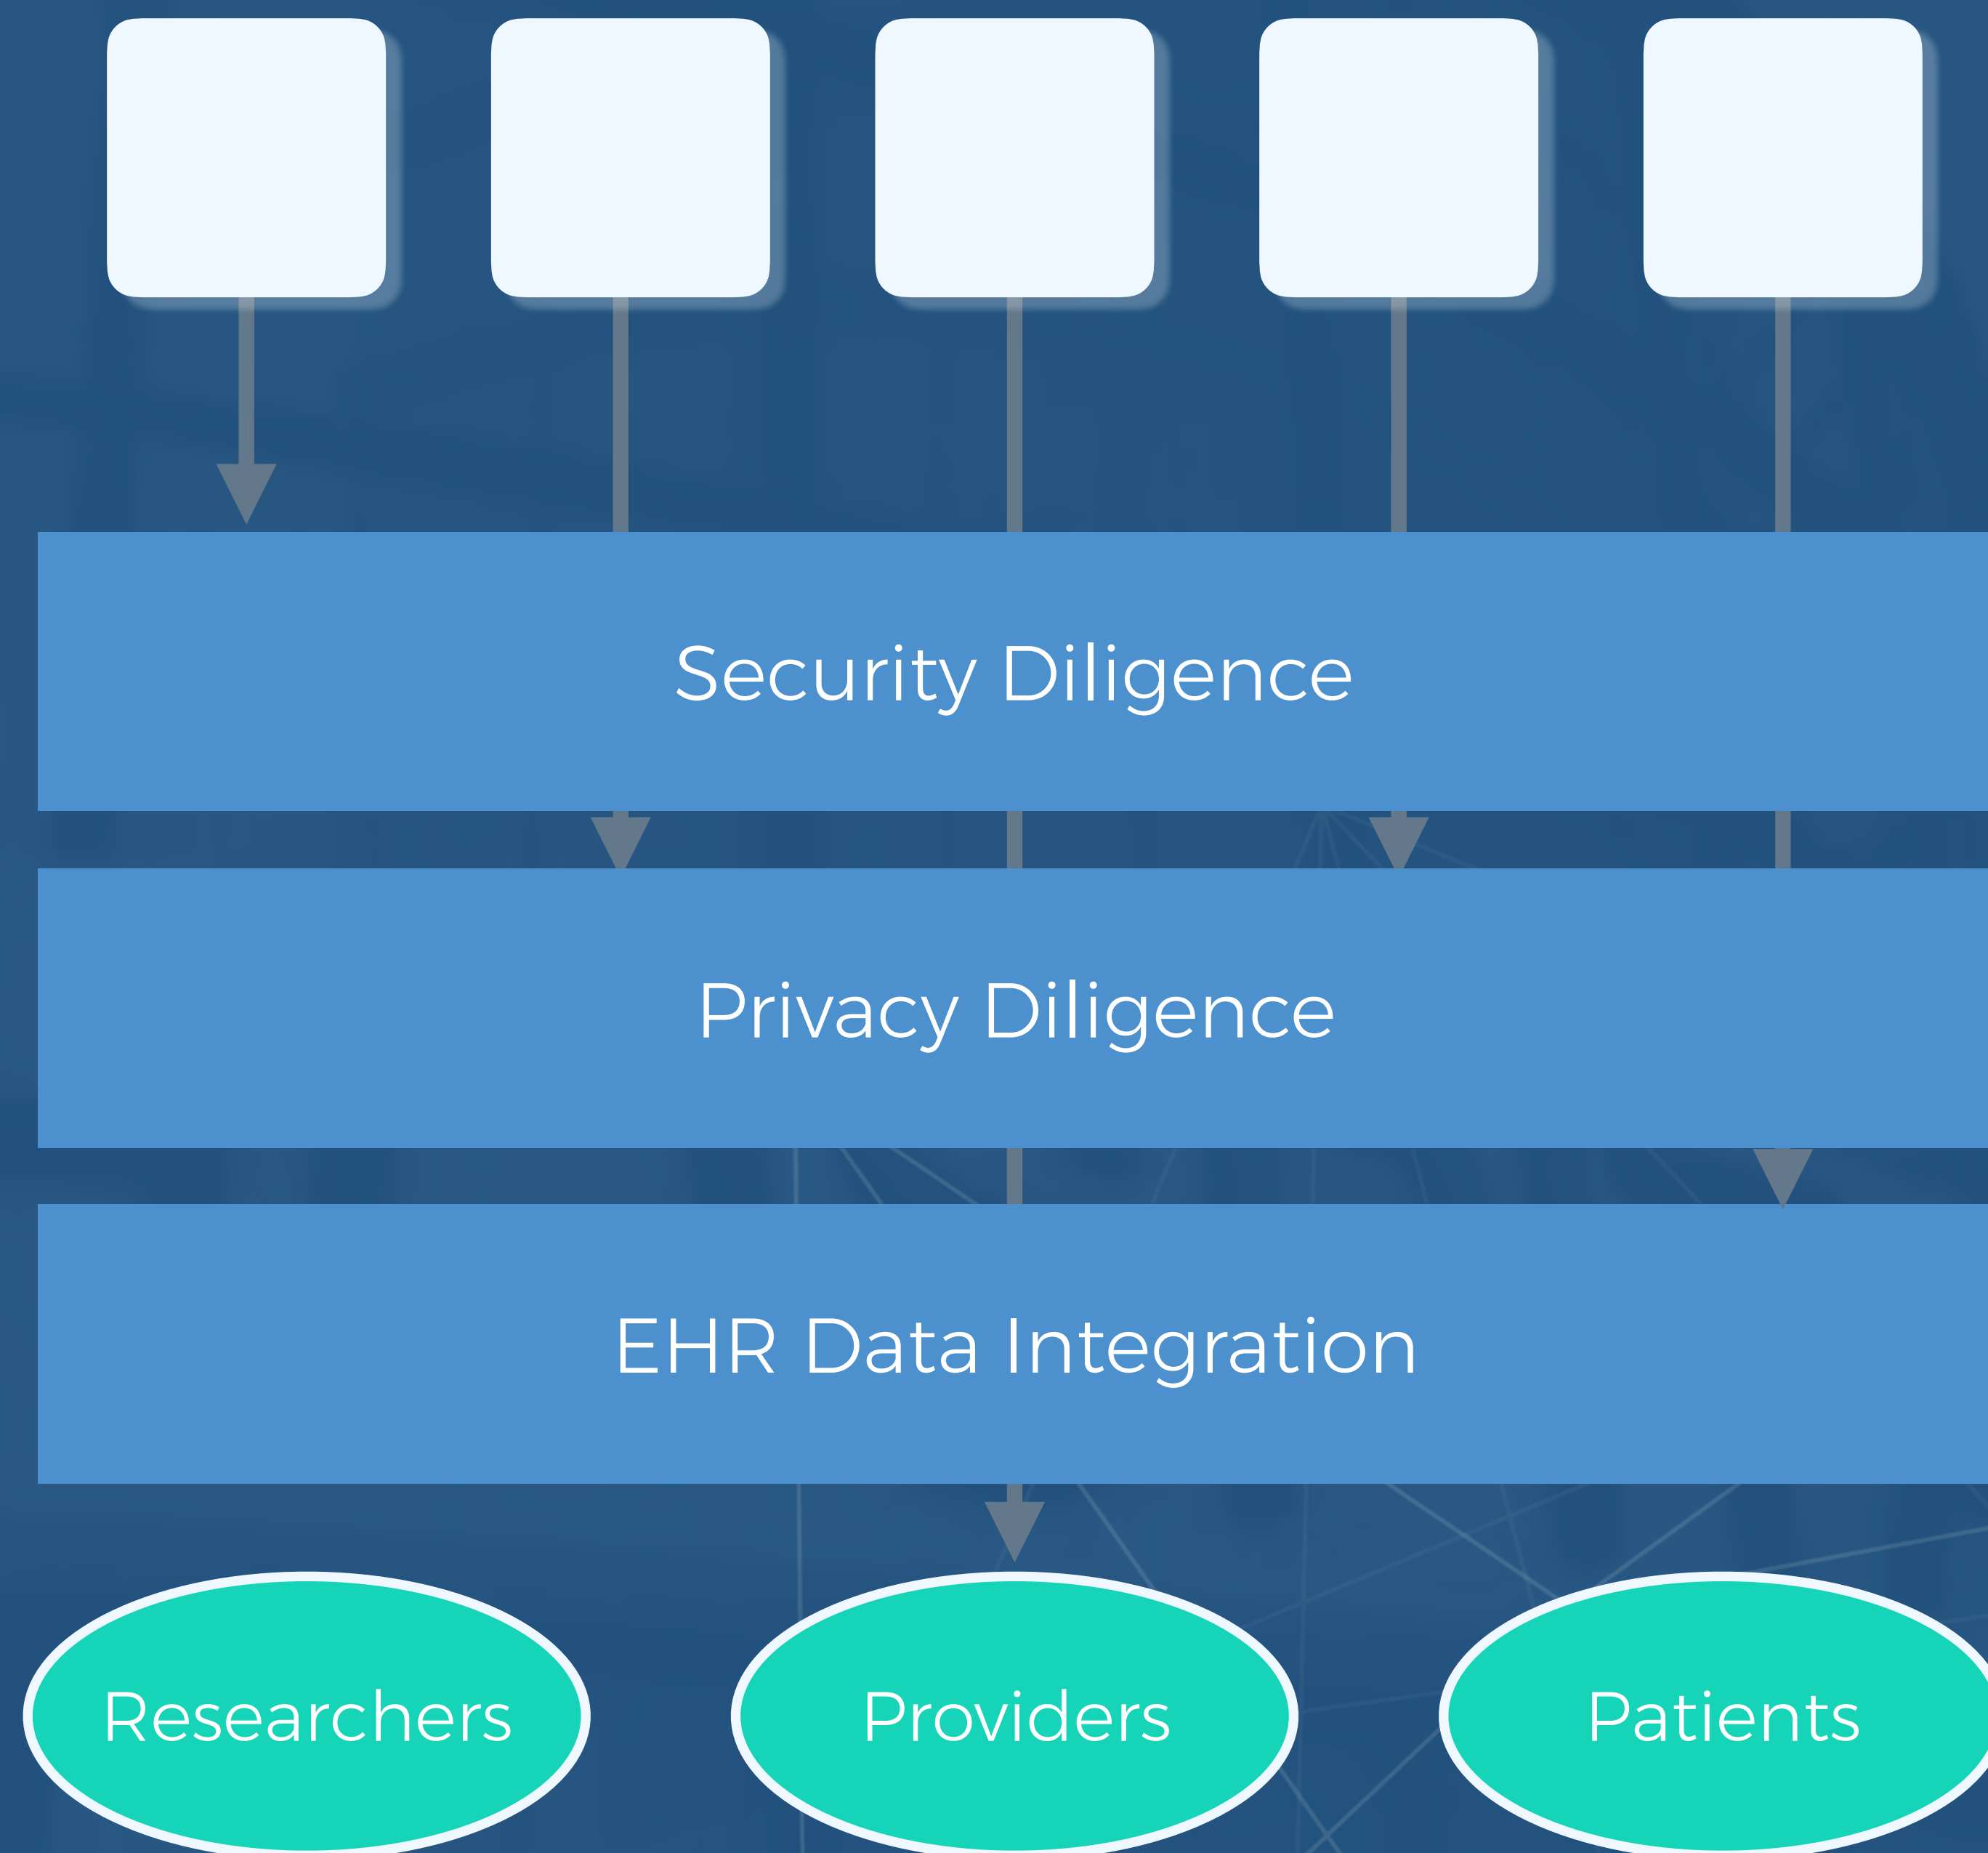 Security Diligence
Privacy Diligence
EHR Data Integration
Researchers
Providers
Patients